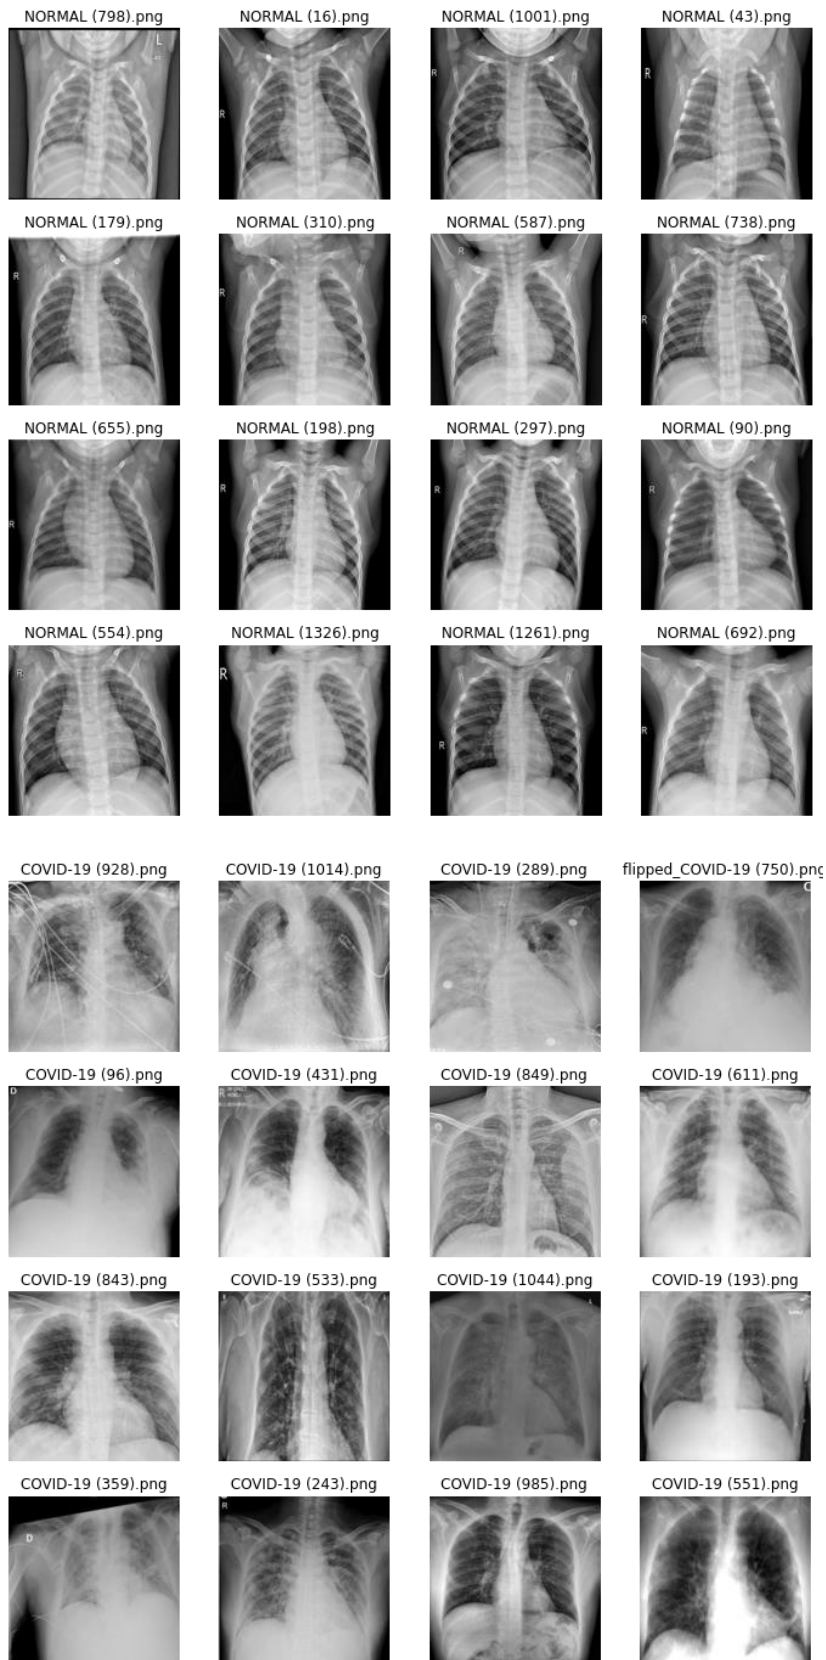 NORMAL (798).png NORMAL (16).png NORMAL (1001).png NORMAL (43).png
L
R
R
R
NORMAL (179).png NORMAL (310).png NORMAL (587).png NORMAL (738).png
R
R
R
R
NORMAL (655).png NORMAL (198).png NORMAL (297).png NORMAL (90).png
R
R
R
R
NORMAL (554).png NORMAL (1326).png NORMAL (1261).png NORMAL (692).png
R
R
R
R
COVID-19 (928).png COVID-19 (1014).png COVID-19 (289).png flipped_COVID-19 (750).png
COVID-19 (96).png COVID-19 (431).png COVID-19 (849).png COVID-19 (611).png
D
COVID-19 (843).png COVID-19 (533).png COVID-19 (1044).png COVID-19 (193).png
COVID-19 (359).png COVID-19 (243).png COVID-19 (985).png COVID-19 (551).png
D
R